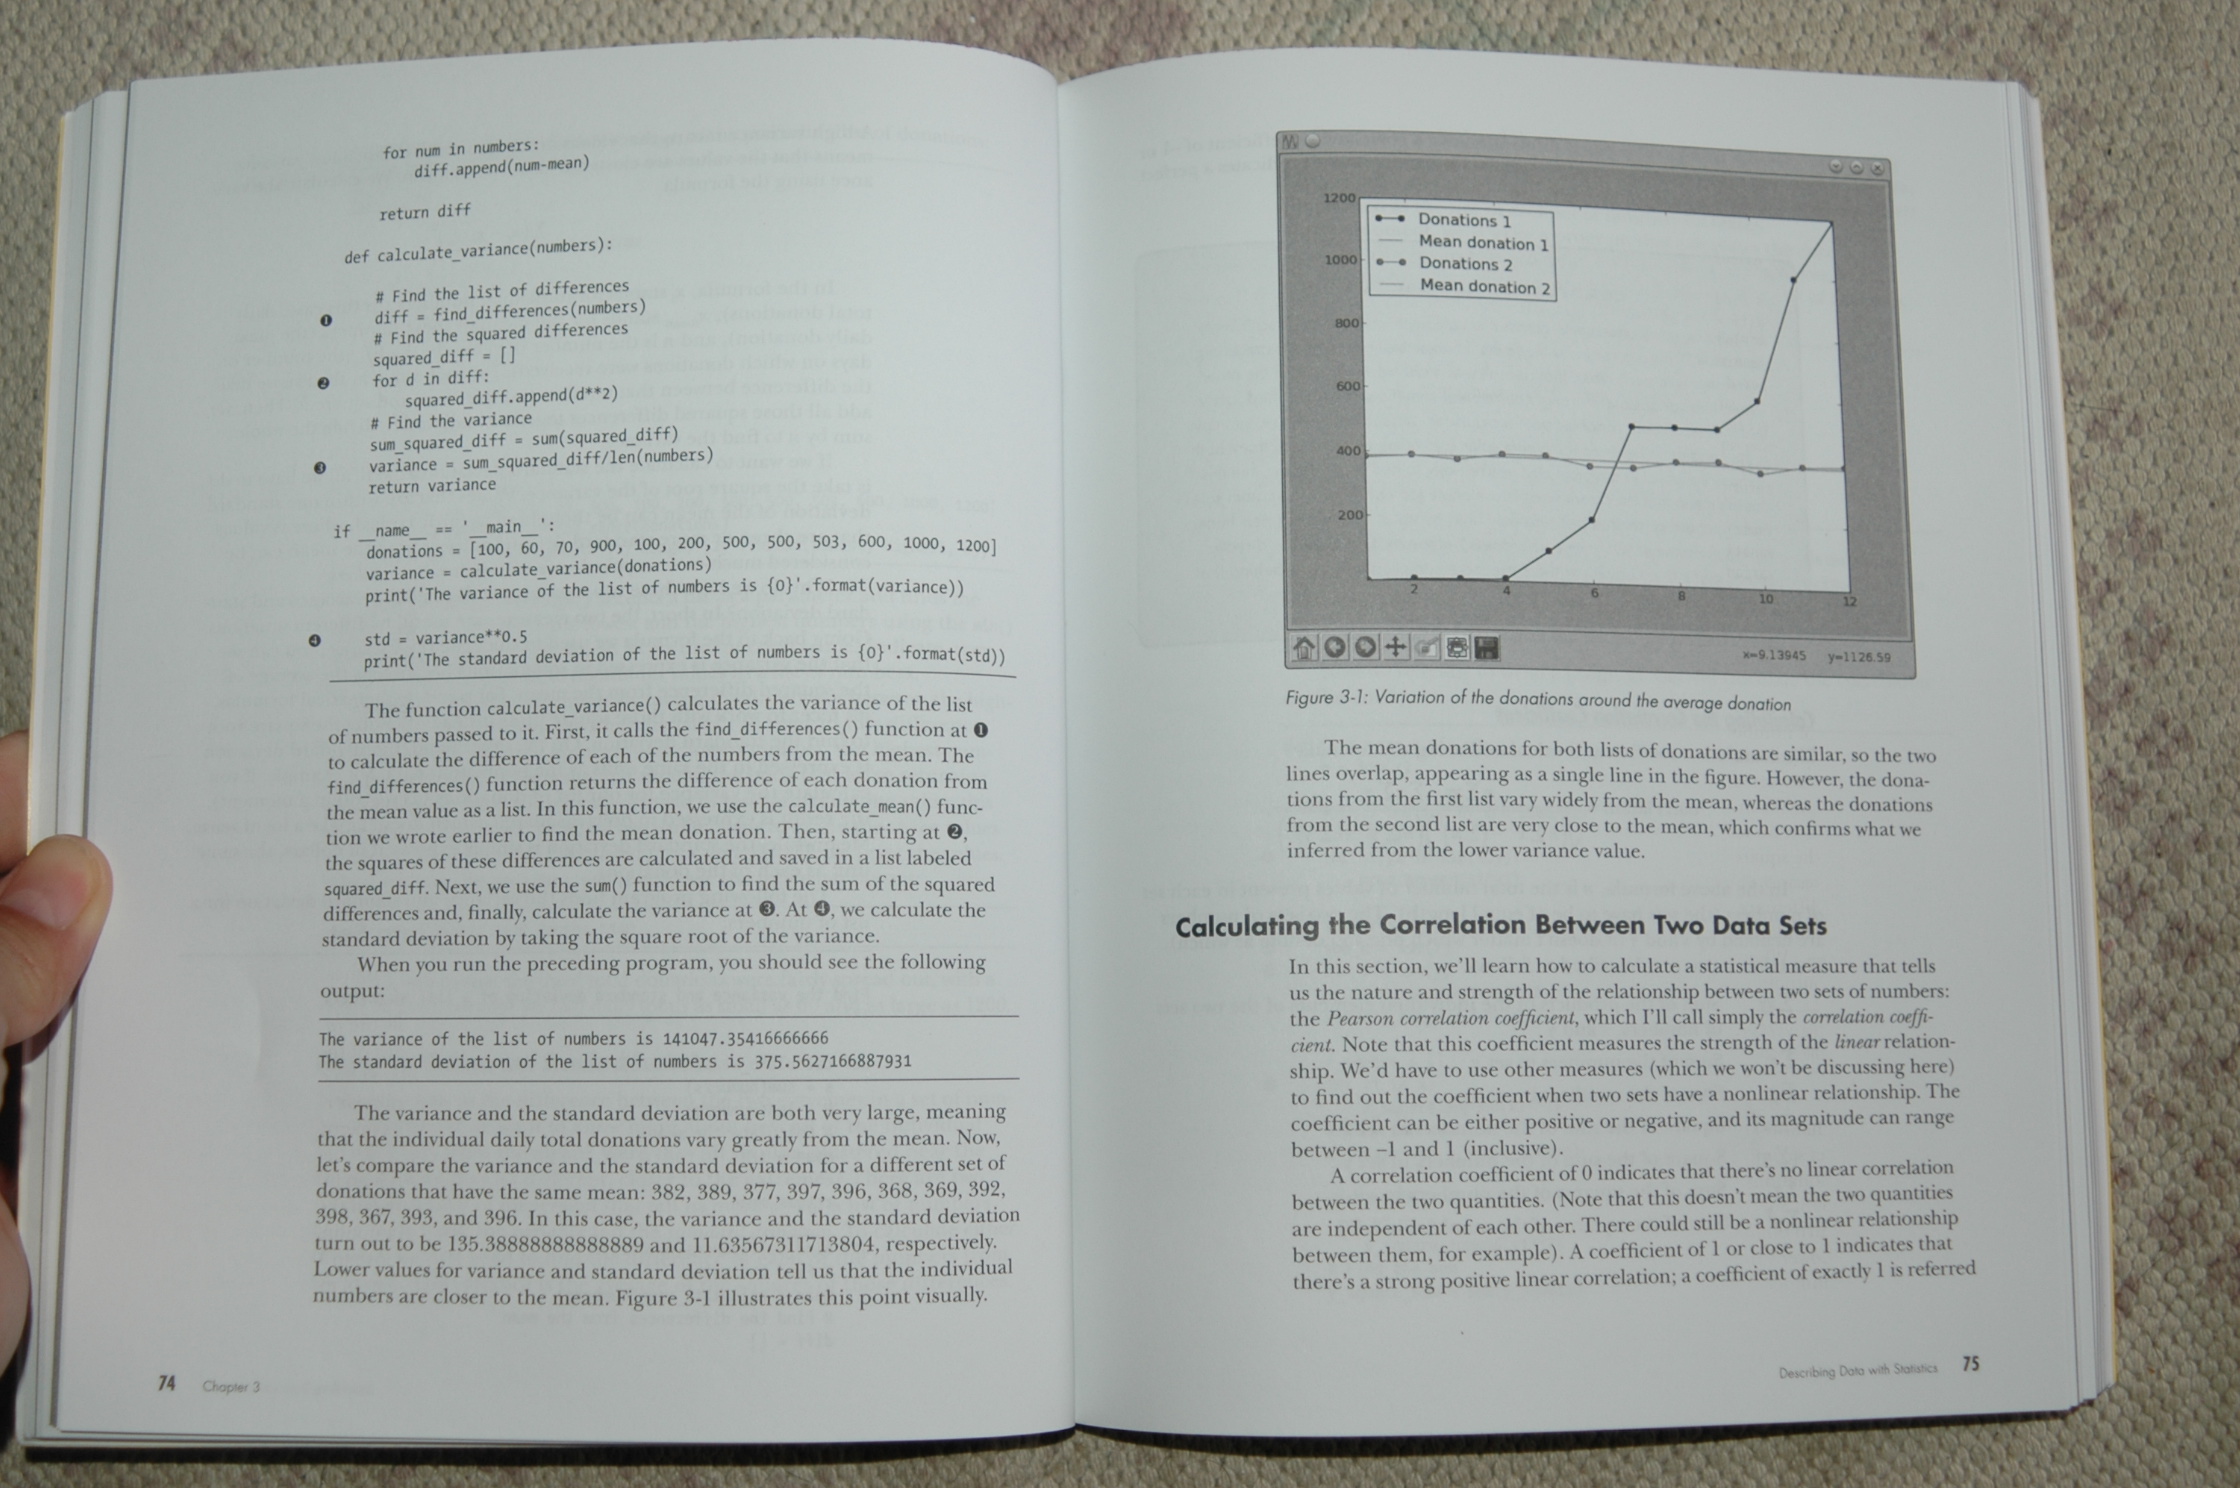 for num in numbers:
diff.append(num-mean)
return diff
def calculate_variance(numbers):
# Find the list of differences
❶ diff = find_differences(numbers)
# Find the squared differences
squared_diff = []
❷ for d in diff:
squared_diff.append(d**2)
# Find the variance
sum_squared_diff = sum(squared_diff)
❸ variance = sum_squared_diff/len(numbers)
return variance
if __name__ == '__main__':
donations = [100, 60, 70, 900, 100, 200, 500, 500, 503, 600, 1000, 1200]
variance = calculate_variance(donations)
print('The variance of the list of numbers is {0}'.format(variance))
❹ std = variance**0.5
print('The standard deviation of the list of numbers is {0}'.format(std))
The function calculate_variance() calculates the variance of the list
of numbers passed to it. First, it calls the find_differences() function at ❶
to calculate the difference of each of the numbers from the mean. The
find_differences() function returns the difference of each donation from
the mean value as a list. In this function, we use the calculate_mean() func-
tion we wrote earlier to find the mean donation. Then, starting at ❷,
the squares of these differences are calculated and saved in a list labeled
squared_diff. Next, we use the sum() function to find the sum of the squared
differences and, finally, calculate the variance at ❸. At ❹, we calculate the
standard deviation by taking the square root of the variance.
When you run the preceding program, you should see the following
output:
The variance of the list of numbers is 141047.35416666666
The standard deviation of the list of numbers is 375.5627166887931
The variance and the standard deviation are both very large, meaning
that the individual daily total donations vary greatly from the mean. Now,
let's compare the variance and the standard deviation for a different set of
donations that have the same mean: 382, 389, 377, 397, 396, 368, 369, 392,
398, 367, 393, and 396. In this case, the variance and the standard deviation
turn out to be 135.38888888888889 and 11.63567311713804, respectively.
Lower values for variance and standard deviation tell us that the individual
numbers are closer to the mean. Figure 3-1 illustrates this point visually.
74 Chapter 3
1200
1000
800
600
400
200
Donations 1
Mean donation 1
Donations 2
Mean donation 2
2 4 6 8 10 12
x=9.13945 y=1126.59
Figure 3-1: Variation of the donations around the average donation
The mean donations for both lists of donations are similar, so the two
lines overlap, appearing as a single line in the figure. However, the dona-
tions from the first list vary widely from the mean, whereas the donations
from the second list are very close to the mean, which confirms what we
inferred from the lower variance value.
Calculating the Correlation Between Two Data Sets
In this section, we'll learn how to calculate a statistical measure that tells
us the nature and strength of the relationship between two sets of numbers:
the Pearson correlation coefficient, which I'll call simply the correlation coeffi-
cient. Note that this coefficient measures the strength of the linear relation-
ship. We'd have to use other measures (which we won't be discussing here)
to find out the coefficient when two sets have a nonlinear relationship. The
coefficient can be either positive or negative, and its magnitude can range
between –1 and 1 (inclusive).
A correlation coefficient of 0 indicates that there's no linear correlation
between the two quantities. (Note that this doesn't mean the two quantities
are independent of each other. There could still be a nonlinear relationship
between them, for example). A coefficient of 1 or close to 1 indicates that
there's a strong positive linear correlation; a coefficient of exactly 1 is referred
Describing Data with Statistics 75